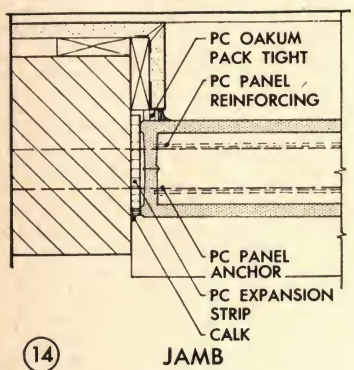 PC OAKUM
PACK TIGHT
PC PANEL
REINFORCING
PC PANEL
ANCHOR
PC EXPANSION
STRIP
CALK
14
JAMB